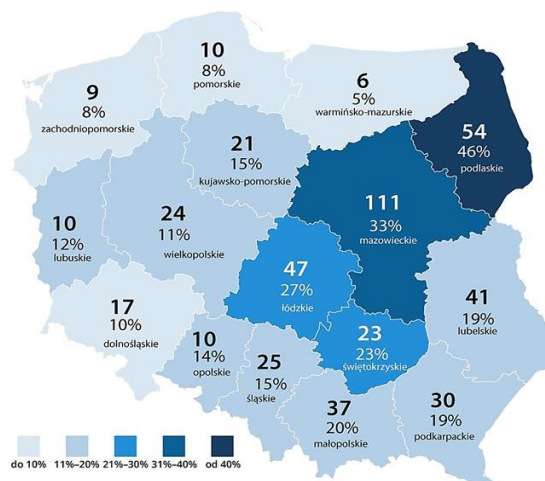 10
8%
pomorskie
9
8%
zachodniopomorskie
6
5%
warmińsko-mazurskie
54
46%
podlaskie
21
15%
kujawsko-pomorskie
111
33%
mazowieckie
10
12%
lubuskie
24
11%
wielkopolskie
47
27%
łódzkie
41
19%
lubelskie
17
10%
dolnośląskie
10
14%
opolskie
25
15%
śląskie
23
23%
świętokrzyskie
37
20%
małopolskie
30
19%
podkarpackie
do 10% 11%–20% 21%–30% 31%–40% od 40%